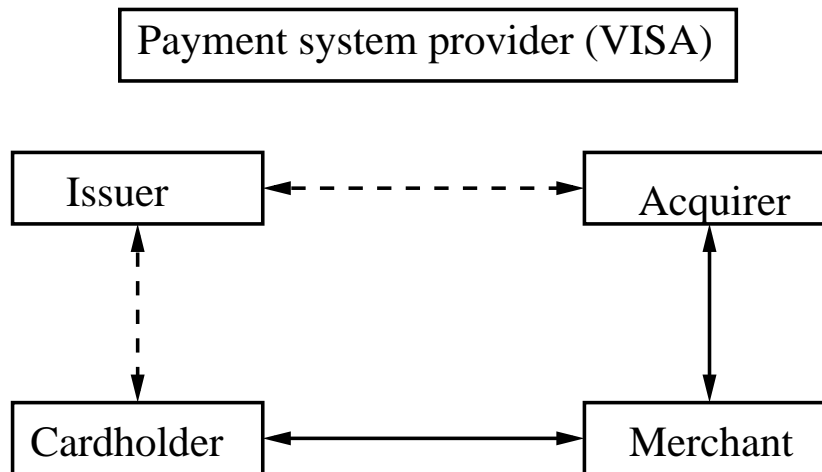 Payment system provider (VISA)
Issuer
Acquirer
Cardholder
Merchant